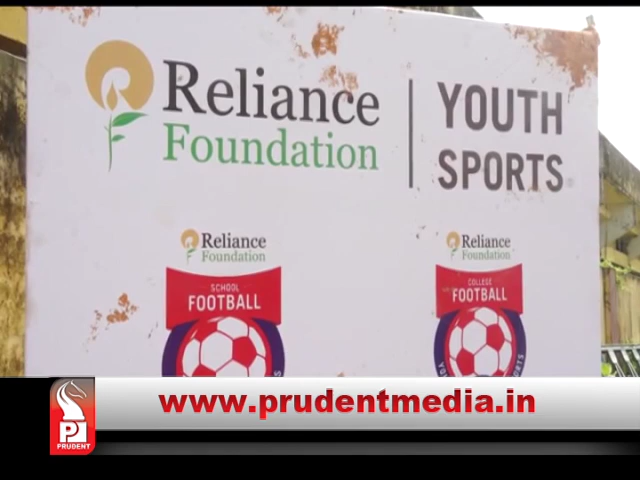 Reliance
Foundation
YOUTH
SPORTS
Reliance
Foundation
SCHOOL
FOOTBALL
Reliance
Foundation
COLLEGE
FOOTBALL
www.prudentmedia.in
PRUDENT